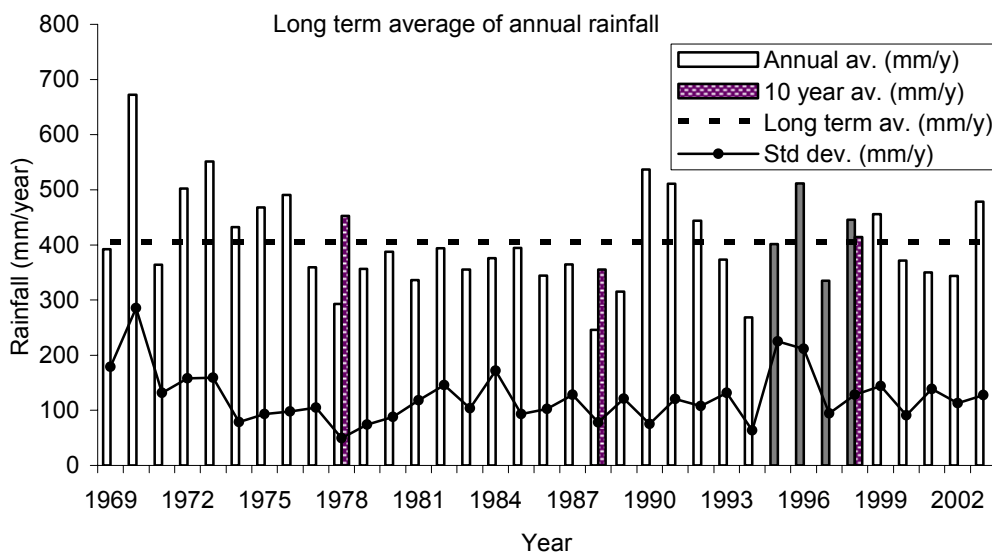 Long term average of annual rainfall
Annual av. (mm/y)
10 year av. (mm/y)
Long term av. (mm/y)
Std dev. (mm/y)
Rainfall (mm/year)
800
700
600
500
400
300
200
100
0
1969 1972 1975 1978 1981 1984 1987 1990 1993 1996 1999 2002
Year